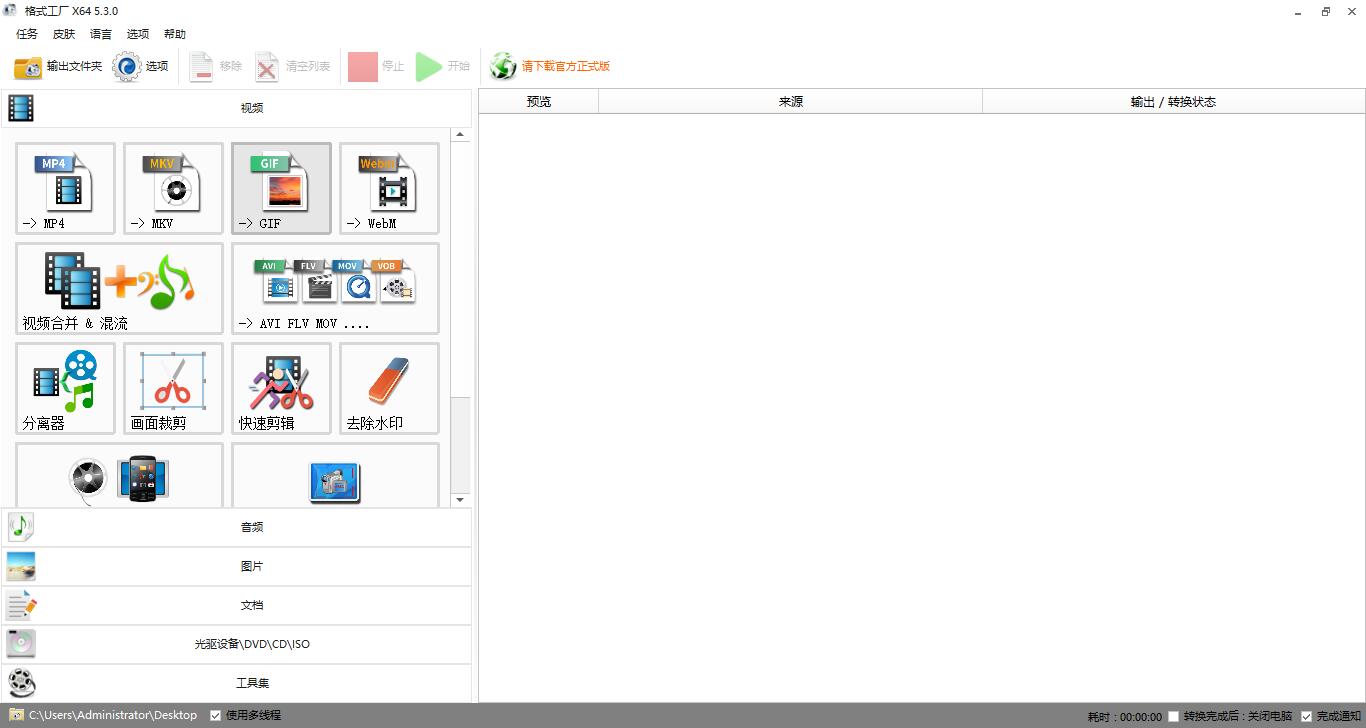 格式工厂 X64 5.3.0
任务 皮肤 语言 选项 帮助
输出文件夹 选项 移除 清空列表 停止 开始 请下载官方正式版
视频
预览 来源 输出 / 转换状态
MP4 MKV GIF WebM
-> MP4 -> MKV -> GIF -> WebM
AVI FLV MOV VOB
视频合并 & 混流 -> AVI FLV MOV ....
分离器 画面裁剪 快速剪辑 去除水印
音频
图片
文档
光驱设备\DVD\CD\ISO
工具集
C:\Users\Administrator\Desktop 使用多线程 耗时 : 00:00:00 转换完成后 : 关闭电脑 完成通知